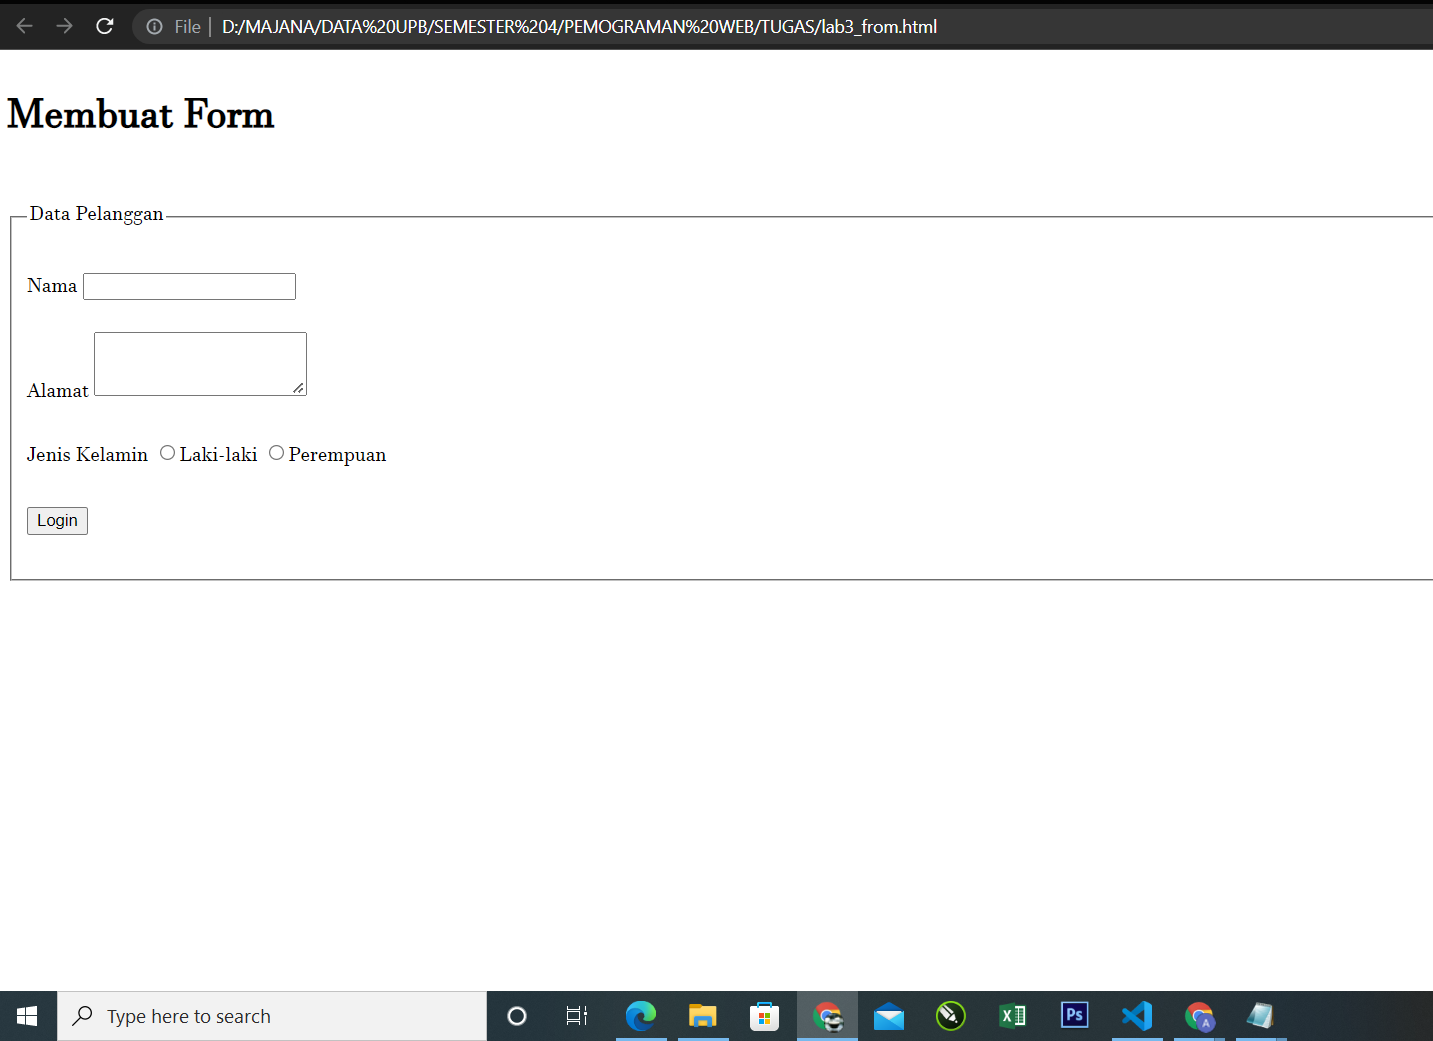 File | D:/MAJANA/DATA%20UPB/SEMESTER%204/PEMOGRAMAN%20WEB/TUGAS/lab3_from.html
Membuat Form
Data Pelanggan
Nama
Alamat
Jenis Kelamin Laki-laki Perempuan
Login
Type here to search
X Ps A